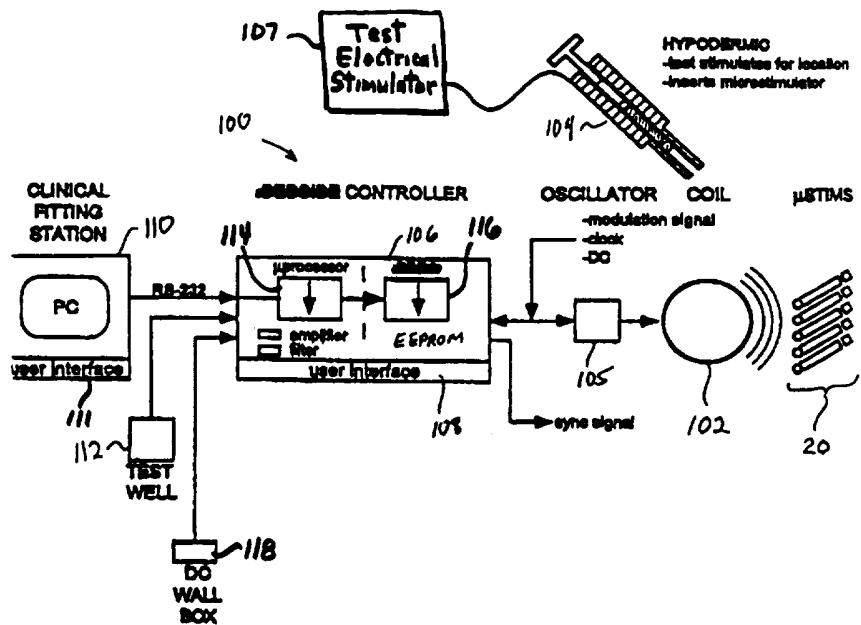 107
Test
Electrical
Stimulator
HYPODERMIC
-test stimulates for location
-inserts microstimulator
104
100
CLINICAL
FITTING
STATION
CONTROLLER
OSCILLATOR
COIL
μSTIMS
-modulation signal
-clock
-DC
110
114
106
116
μprocessor
PC
RS-232
amplifier
filter
EEPROM
105
102
20
user interface
user interface
111
108
sync signal
112
TEST
WELL
118
DC
WALL
BOX